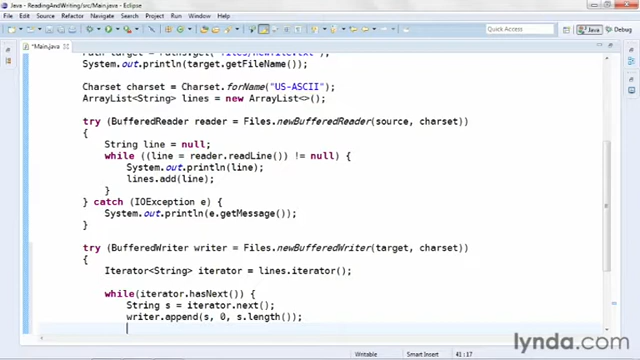 Java - ReadingAndWriting/src/Main.java - Eclipse
File Edit Source Refactor Navigate Search Project Run Window Help
Quick Access
Java
Debug
*Main.java
System.out.println(target.getFileName());
Charset charset = Charset.forName("US-ASCII");
ArrayList<String> lines = new ArrayList<>();
try (BufferedReader reader = Files.newBufferedReader(source, charset))
{
String line = null;
while ((line = reader.readLine()) != null) {
System.out.println(line);
lines.add(line);
}
} catch (IOException e) {
System.out.println(e.getMessage());
}
try (BufferedWriter writer = Files.newBufferedWriter(target, charset))
{
Iterator<String> iterator = lines.iterator();
while(iterator.hasNext()) {
String s = iterator.next();
writer.append(s, 0, s.length());
Writable
Smart Insert
41 : 17
lynda.com